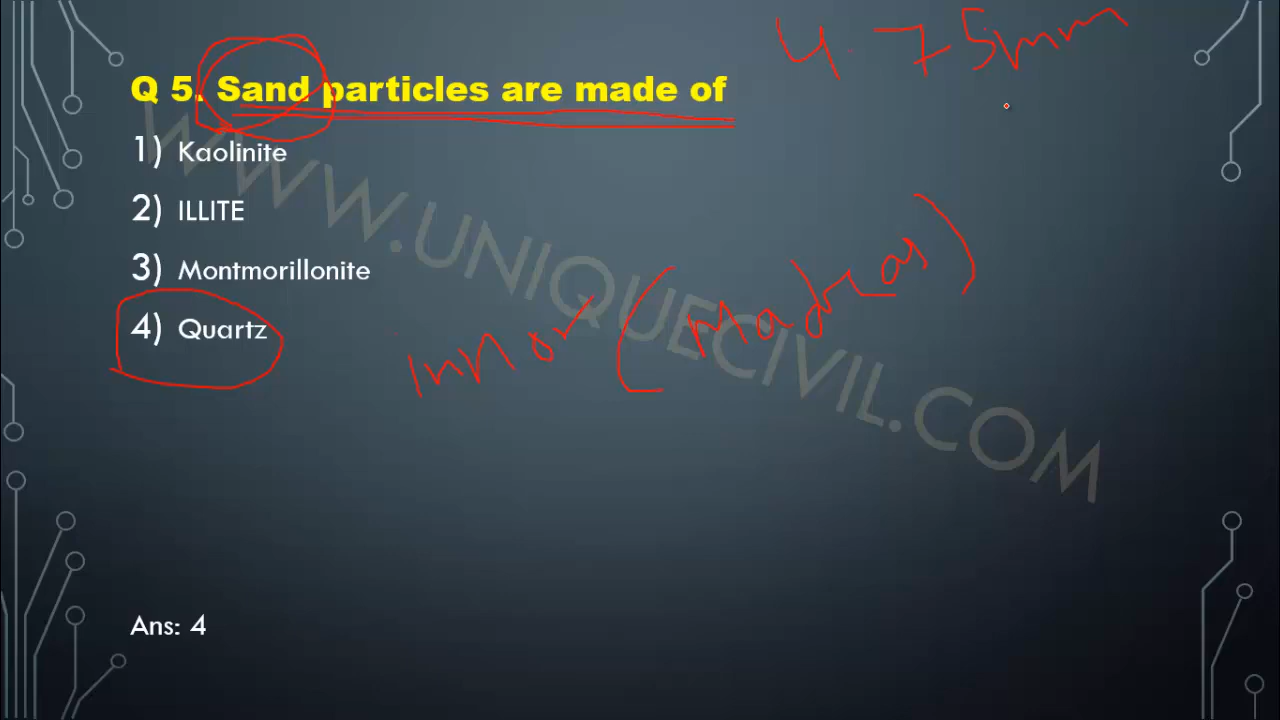 4.75mm
Q 5. Sand particles are made of
1) Kaolinite
2) ILLITE
3) Montmorillonite
4) Quartz
(Madras)
WWW.UNIQUECIVIL.COM
Ans: 4